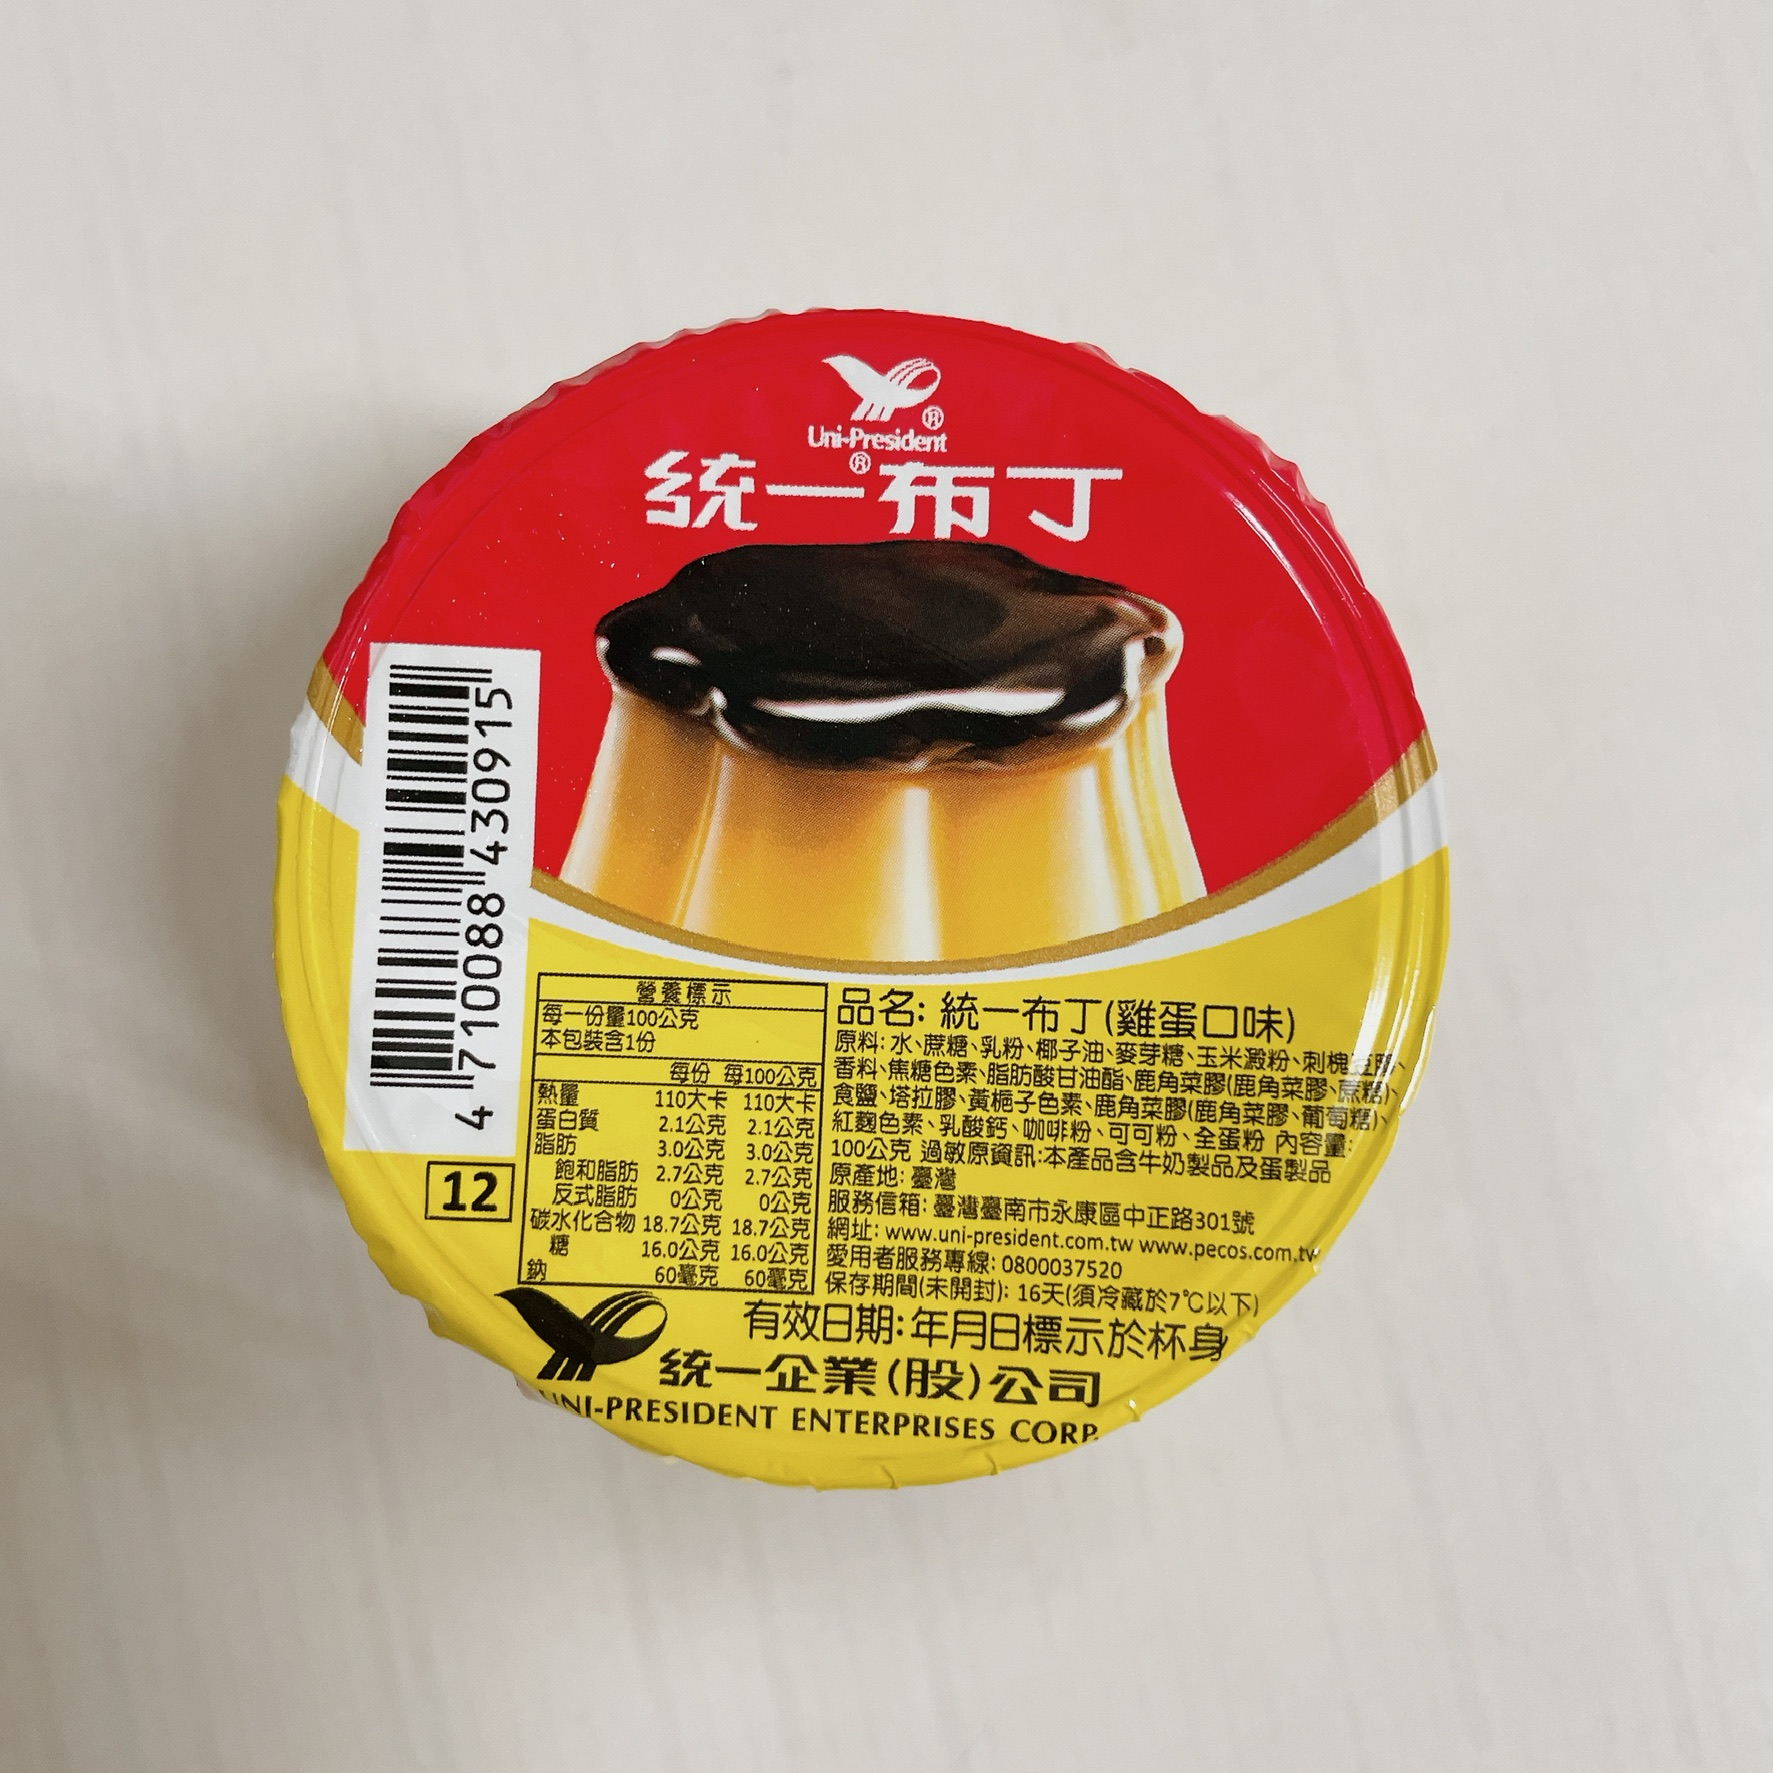 Uni-President®
統一®布丁
4 710088 430915
12
營養標示
每一份量100公克
本包裝含1份
每份 每100公克
熱量 110大卡 110大卡
蛋白質 2.1公克 2.1公克
脂肪 3.0公克 3.0公克
飽和脂肪 2.7公克 2.7公克
反式脂肪 0公克 0公克
碳水化合物 18.7公克 18.7公克
糖 16.0公克 16.0公克
鈉 60毫克 60毫克
品名: 統一布丁(雞蛋口味)
原料: 水、蔗糖、乳粉、椰子油、麥芽糖、玉米澱粉、刺槐豆膠、
香料、焦糖色素、脂肪酸甘油酯、鹿角菜膠(鹿角菜膠、蔗糖)、
食鹽、塔拉膠、黃梔子色素、鹿角菜膠(鹿角菜膠、葡萄糖)、
紅麴色素、乳酸鈣、咖啡粉、可可粉、全蛋粉 內容量:
100公克 過敏原資訊:本產品含牛奶製品及蛋製品
原產地: 臺灣
服務信箱: 臺灣臺南市永康區中正路301號
網址: www.uni-president.com.tw www.pecos.com.tw
愛用者服務專線: 0800037520
保存期間(未開封): 16天(須冷藏於7℃以下)
有效日期:年月日標示於杯身
統一企業(股)公司
UNI-PRESIDENT ENTERPRISES CORP.